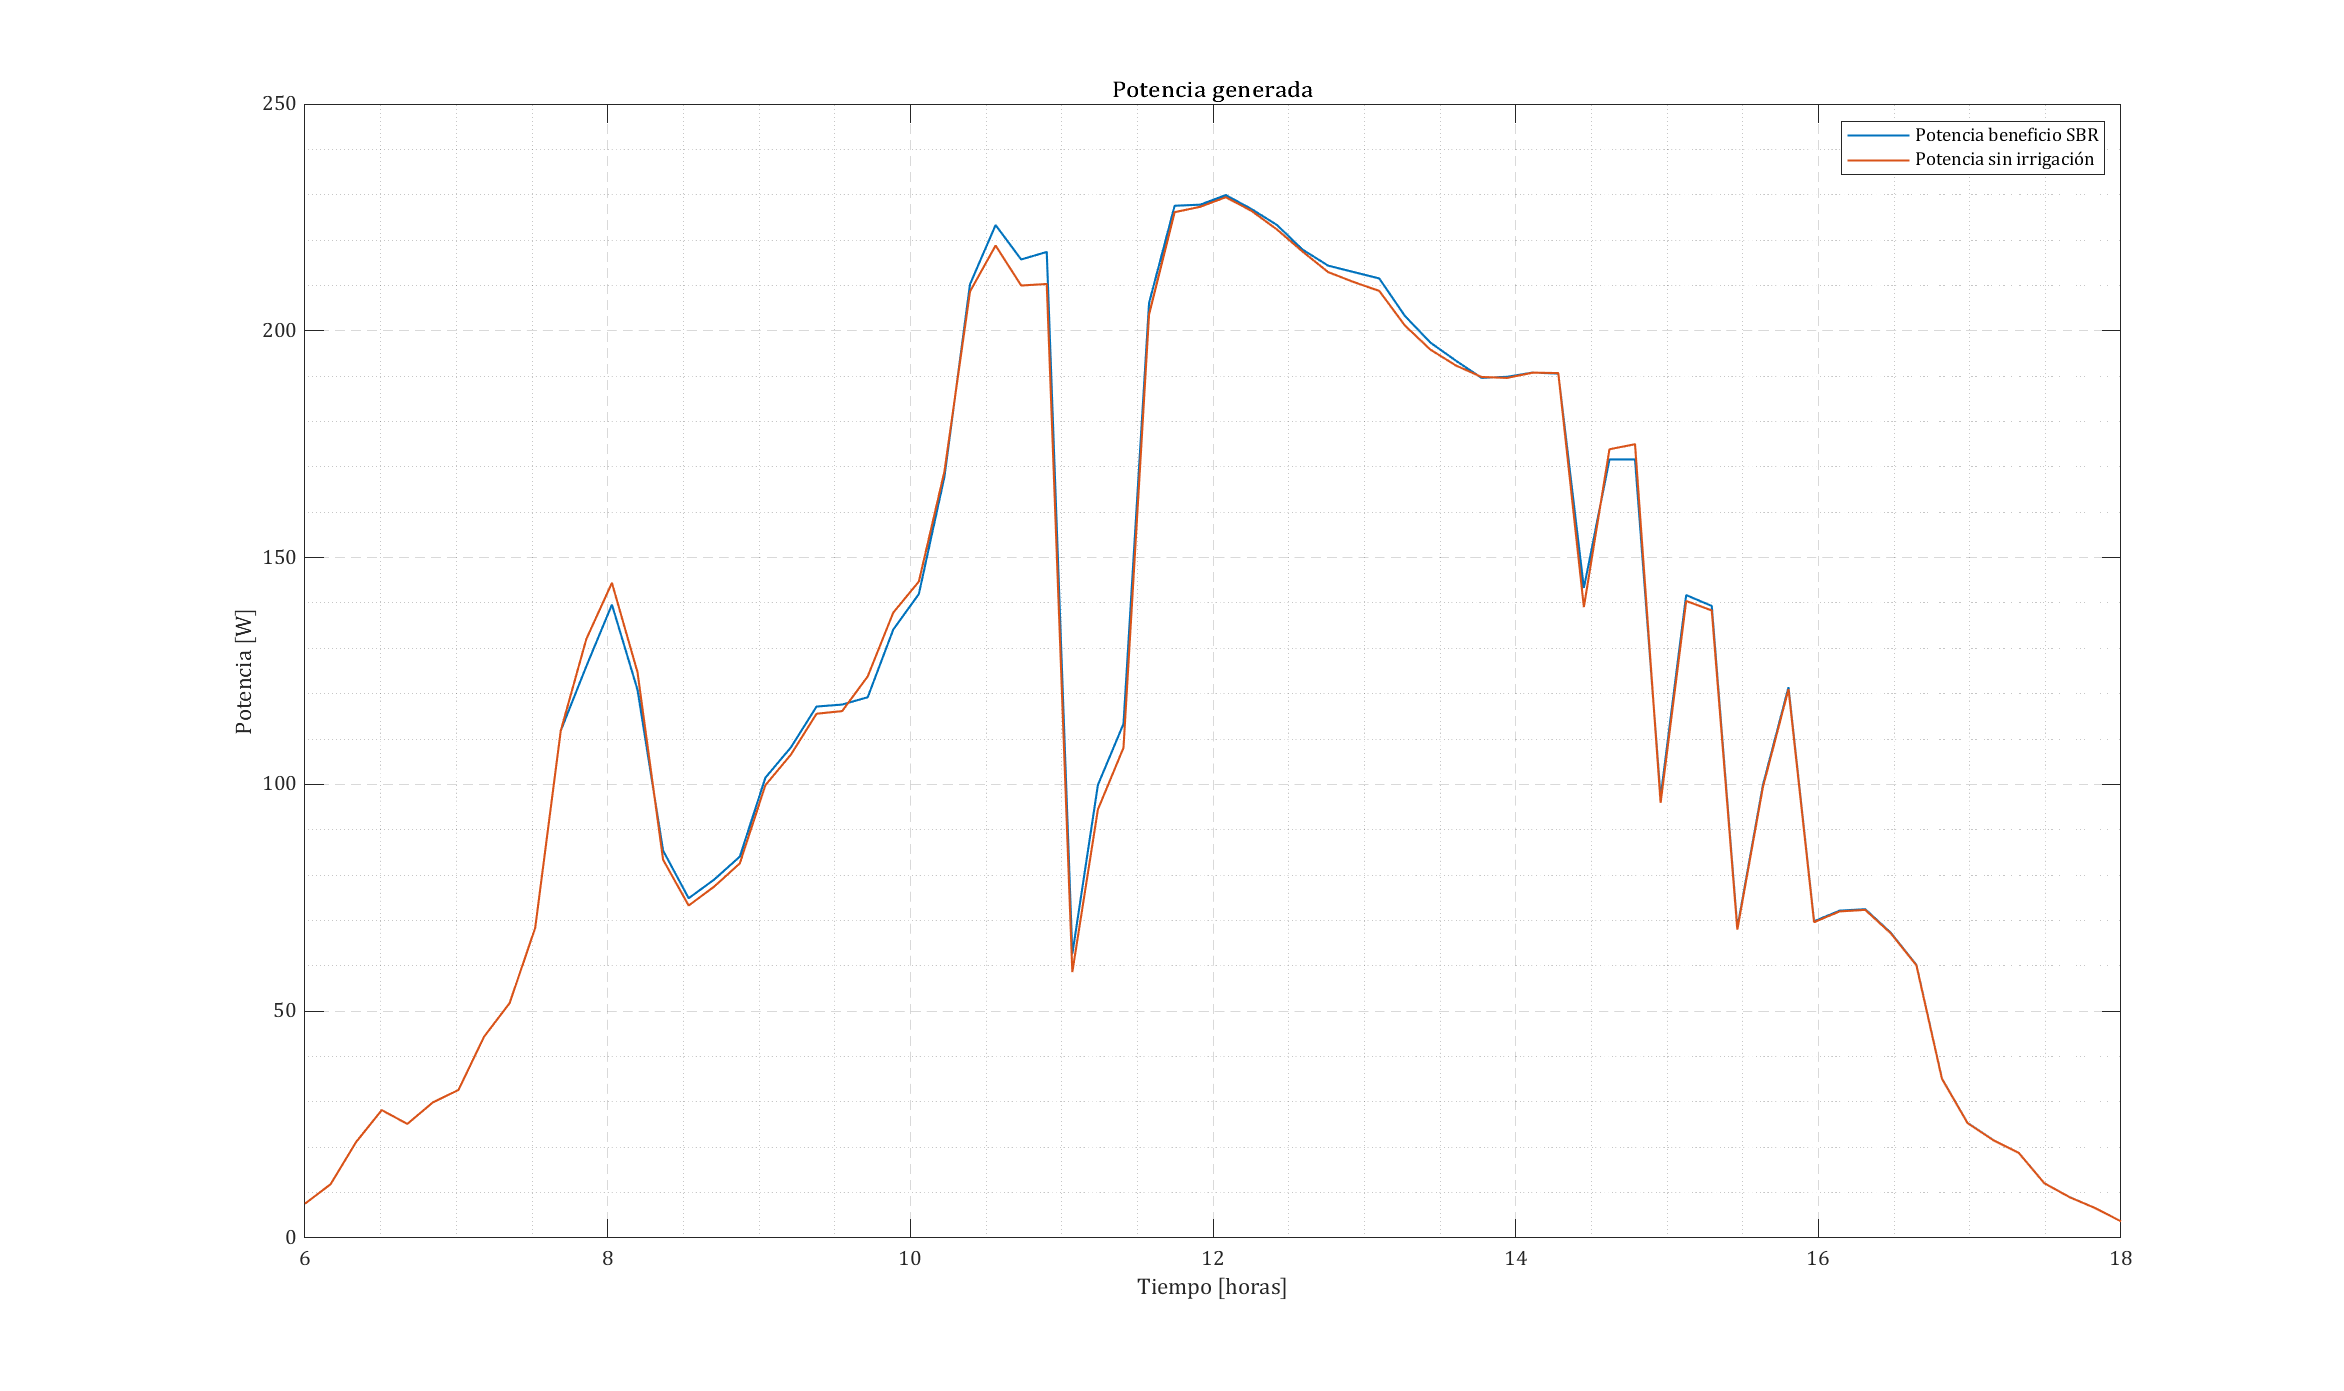 Potencia generada
250
200
150
100
50
0
Potencia [W]
Potencia beneficio SBR
Potencia sin irrigación
6 8 10 12 14 16 18
Tiempo [horas]